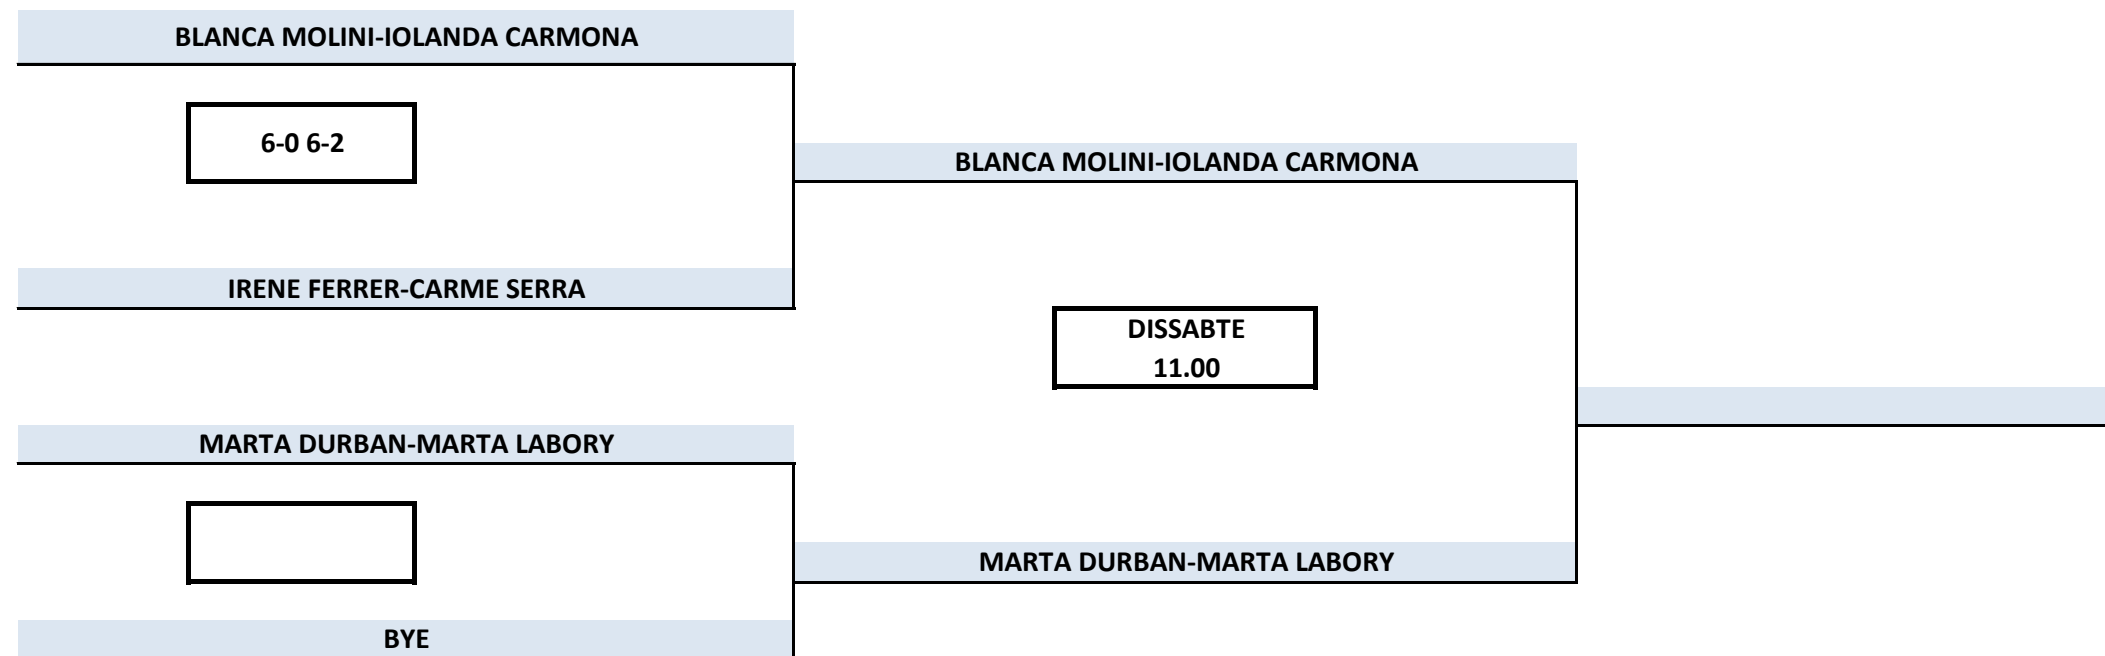 BLANCA MOLINI-IOLANDA CARMONA
6-0 6-2
BLANCA MOLINI-IOLANDA CARMONA
IRENE FERRER-CARME SERRA
DISSABTE
11.00
MARTA DURBAN-MARTA LABORY
MARTA DURBAN-MARTA LABORY
BYE